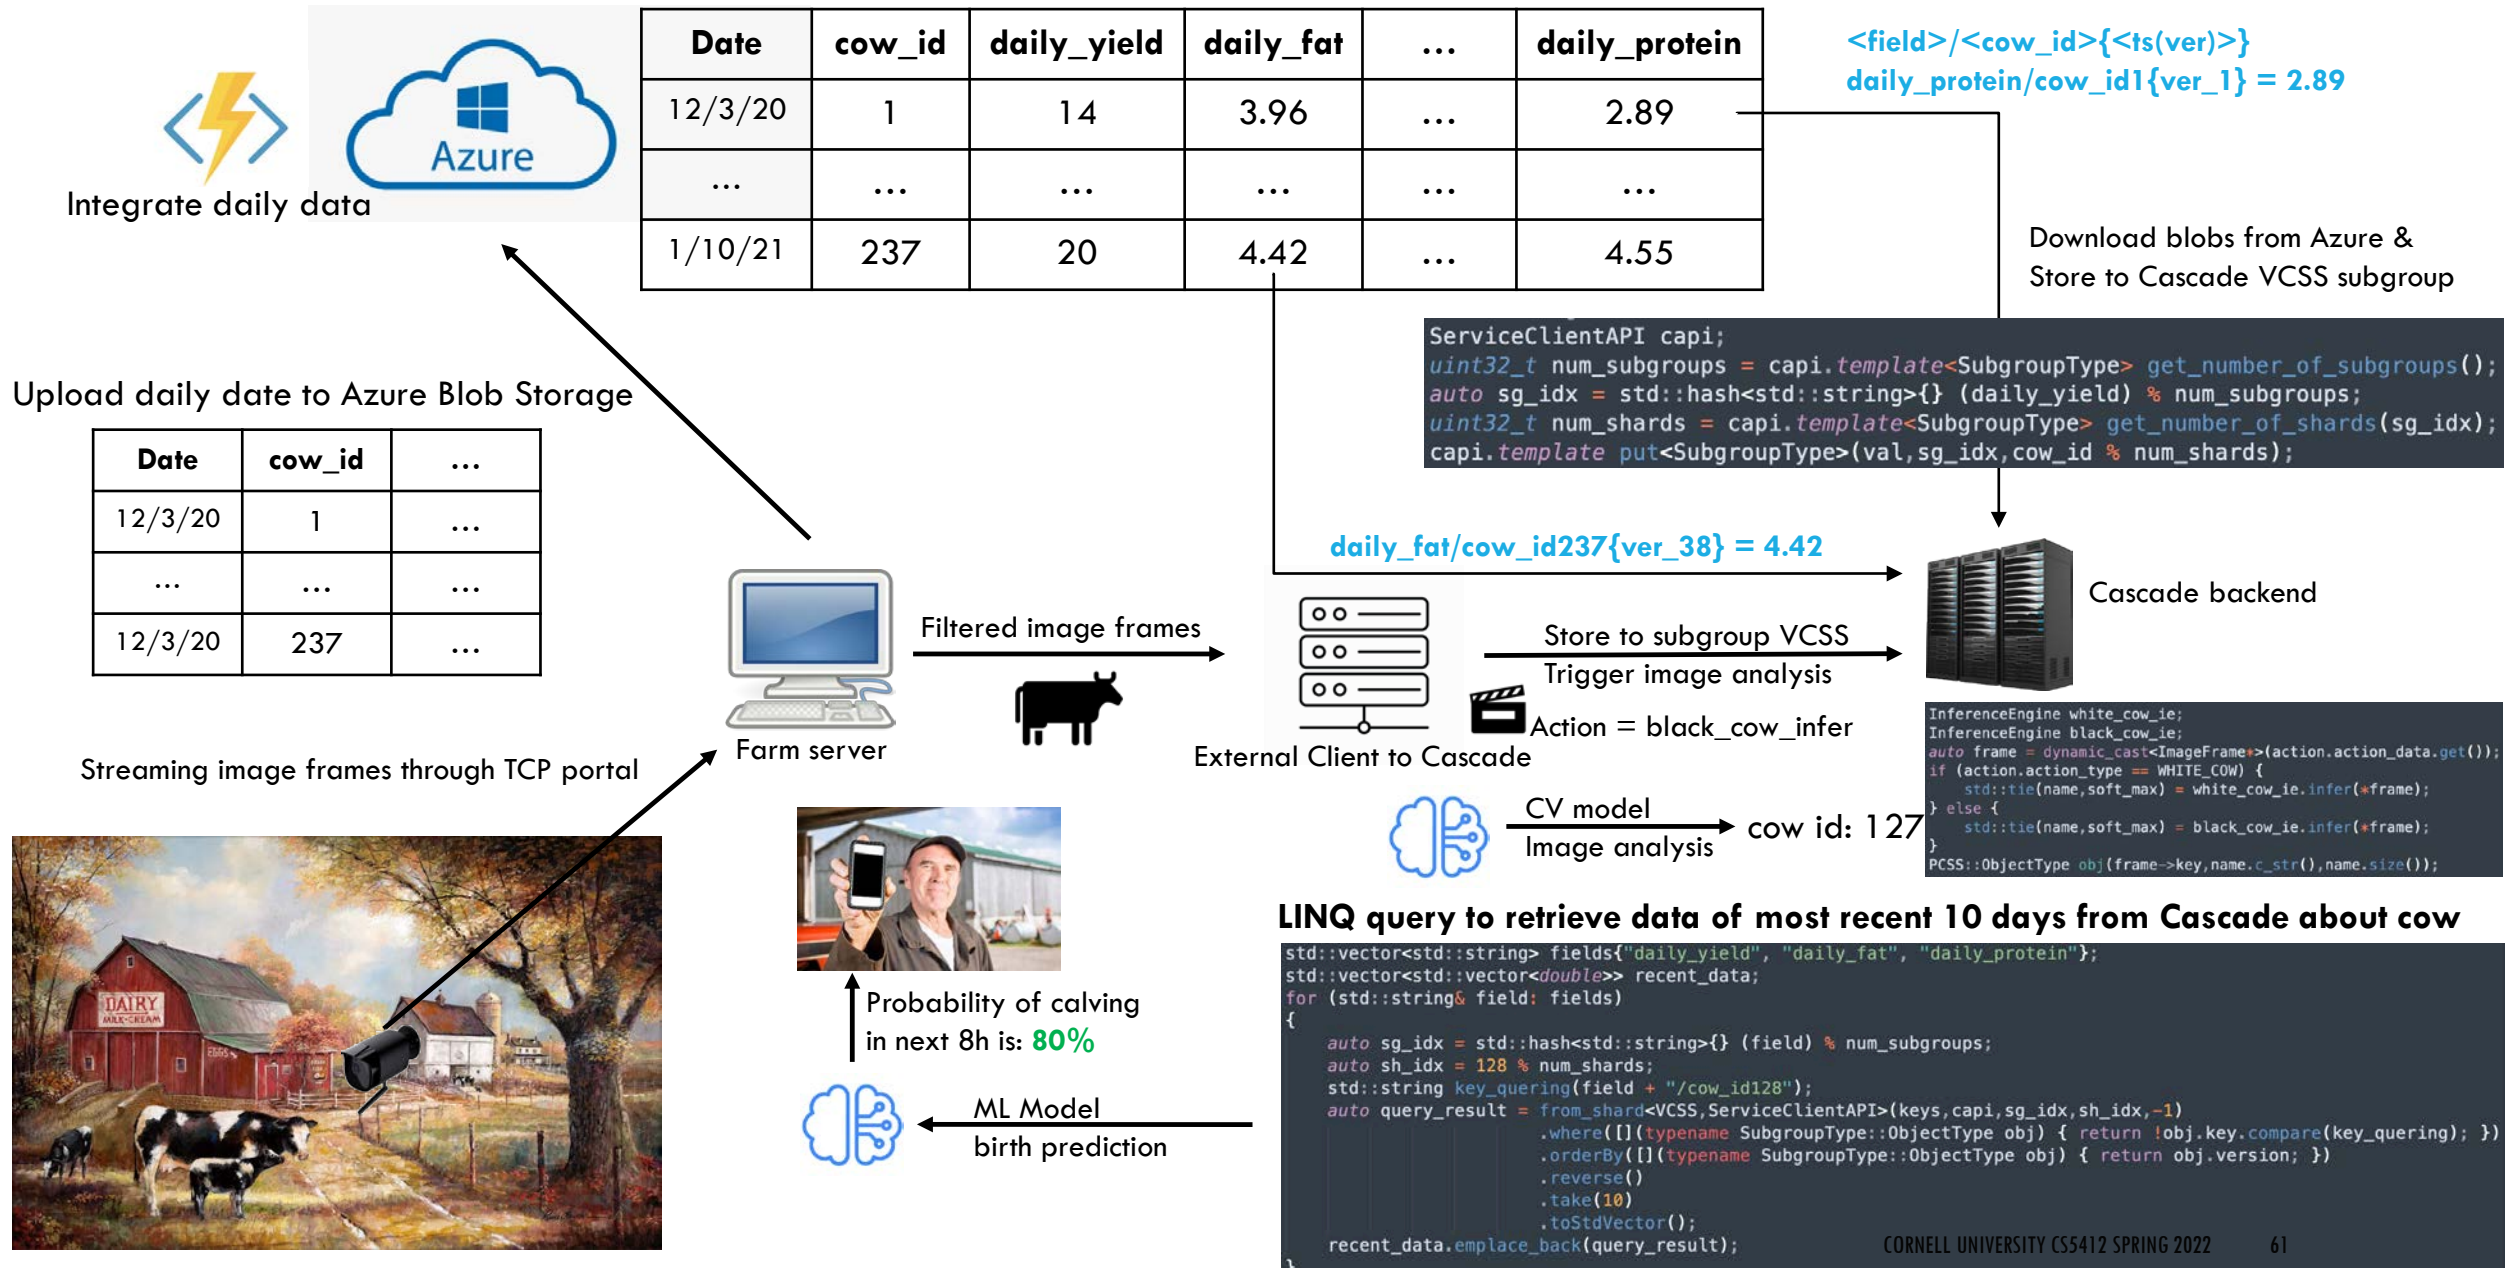 Date cow_id daily_yield daily_fat ... daily_protein
12/3/20 1 14 3.96 ... 2.89
... ... ... ... ... ...
1/10/21 237 20 4.42 ... 4.55
Azure
Integrate daily data
<field>/<cow_id>{<ts(ver)>}
daily_protein/cow_id1{ver_1} = 2.89
Download blobs from Azure &
Store to Cascade VCSS subgroup
ServiceClientAPI capi;
uint32_t num_subgroups = capi.template<SubgroupType> get_number_of_subgroups();
auto sg_idx = std::hash<std::string>{} (daily_yield) % num_subgroups;
uint32_t num_shards = capi.template<SubgroupType> get_number_of_shards(sg_idx);
capi.template put<SubgroupType>(val,sg_idx,cow_id % num_shards);
Upload daily date to Azure Blob Storage
Date cow_id ...
12/3/20 1 ...
... ... ...
12/3/20 237 ...
daily_fat/cow_id237{ver_38} = 4.42
Cascade backend
Filtered image frames
Store to subgroup VCSS
Trigger image analysis
Action = black_cow_infer
Farm server
External Client to Cascade
Streaming image frames through TCP portal
InferenceEngine white_cow_ie;
InferenceEngine black_cow_ie;
auto frame = dynamic_cast<ImageFrame*>(action.action_data.get());
if (action.action_type == WHITE_COW) {
std::tie(name,soft_max) = white_cow_ie.infer(*frame);
} else {
std::tie(name,soft_max) = black_cow_ie.infer(*frame);
}
PCSS::ObjectType obj(frame->key,name.c_str(),name.size());
CV model
Image analysis
cow id: 127
DAIRY
MILK-CREAM
EGGS
Probability of calving
in next 8h is: 80%
ML Model
birth prediction
LINQ query to retrieve data of most recent 10 days from Cascade about cow
std::vector<std::string> fields{"daily_yield", "daily_fat", "daily_protein"};
std::vector<std::vector<double>> recent_data;
for (std::string& field: fields)
{
auto sg_idx = std::hash<std::string>{} (field) % num_subgroups;
auto sh_idx = 128 % num_shards;
std::string key_quering(field + "/cow_id128");
auto query_result = from_shard<VCSS,ServiceClientAPI>(keys,capi,sg_idx,sh_idx,-1)
.where([](typename SubgroupType::ObjectType obj) { return !obj.key.compare(key_quering); })
.orderBy([](typename SubgroupType::ObjectType obj) { return obj.version; })
.reverse()
.take(10)
.toStdVector();
recent_data.emplace_back(query_result);
}
CORNELL UNIVERSITY CS5412 SPRING 2022 61